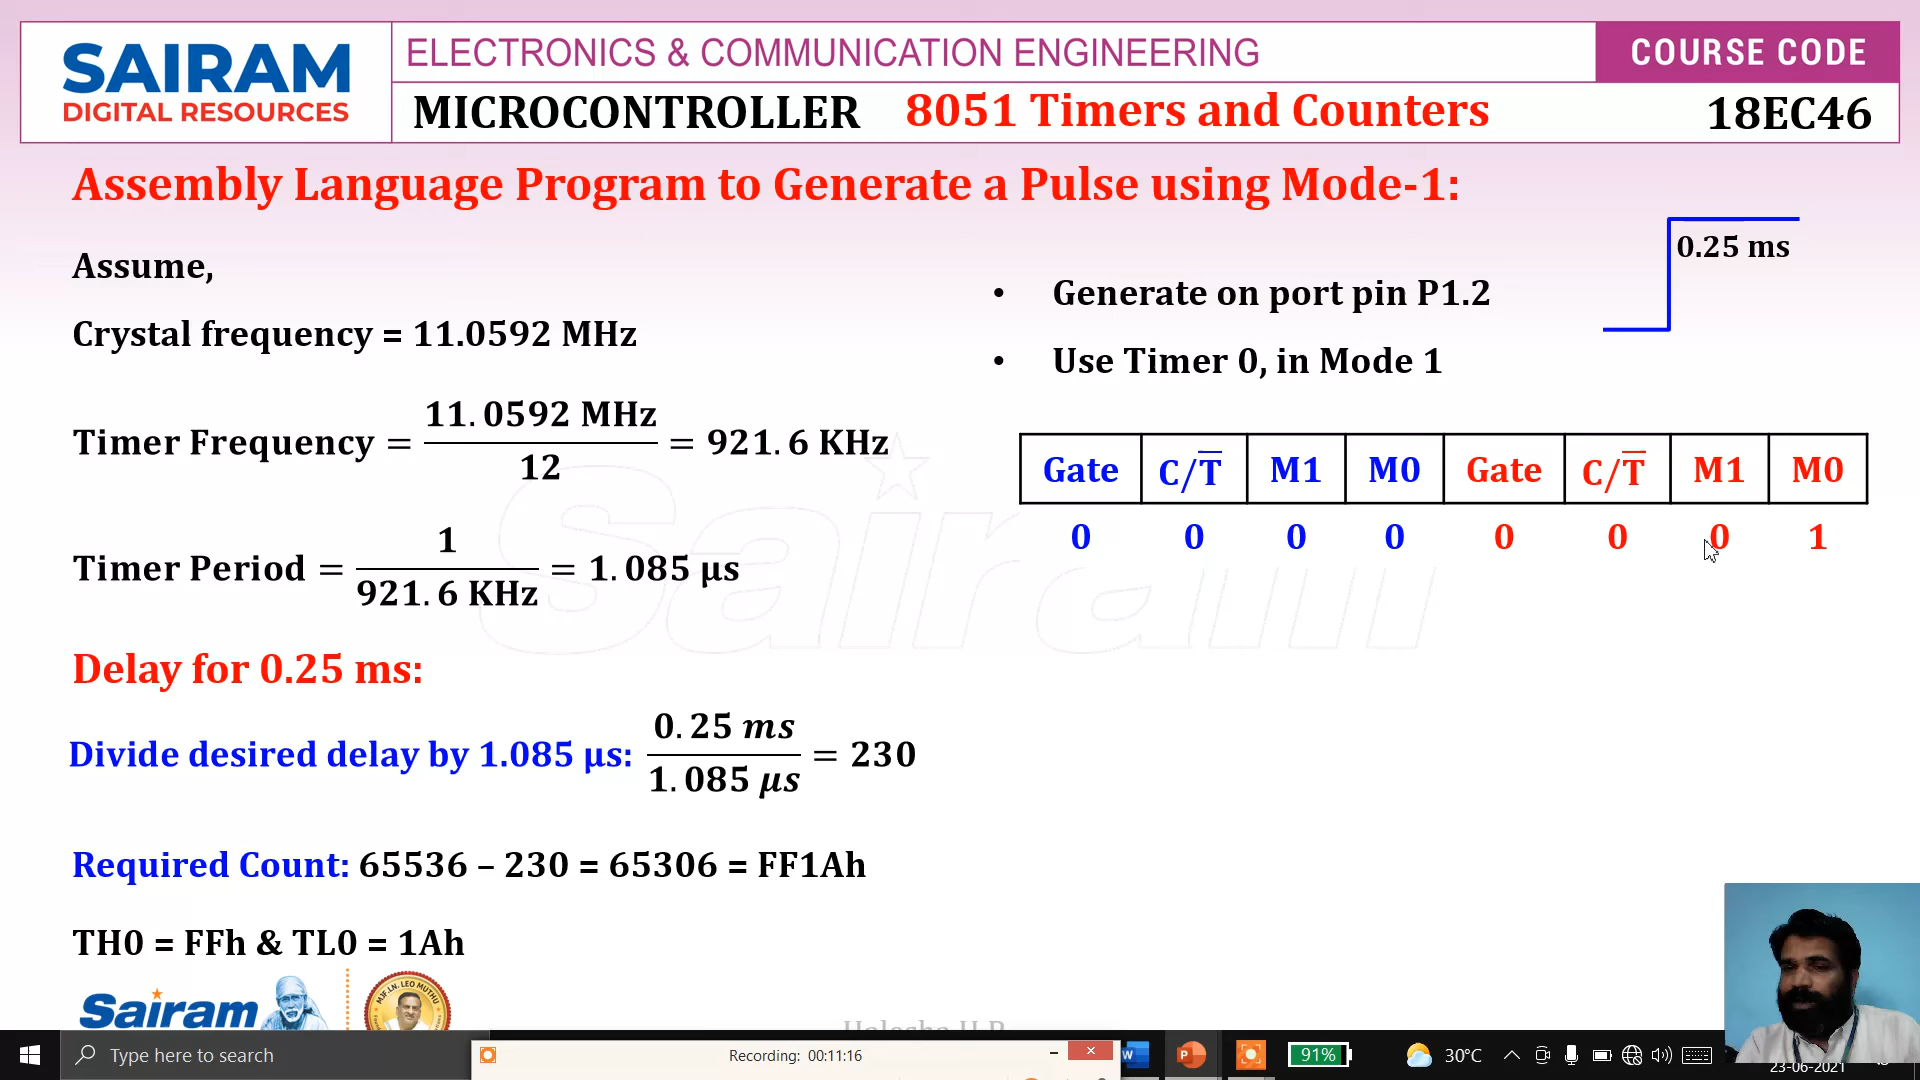 SAIRAM
DIGITAL RESOURCES
ELECTRONICS & COMMUNICATION ENGINEERING
COURSE CODE
MICROCONTROLLER 8051 Timers and Counters
18EC46
Assembly Language Program to Generate a Pulse using Mode-1:
0.25 ms
Assume,
Crystal frequency = 11.0592 MHz
Timer Frequency = 11.0592 MHz / 12 = 921.6 KHz
Timer Period = 1 / 921.6 KHz = 1.085 µs
Delay for 0.25 ms:
Divide desired delay by 1.085 µs: 0.25 ms / 1.085 µs = 230
Required Count: 65536 – 230 = 65306 = FF1Ah
TH0 = FFh & TL0 = 1Ah
• Generate on port pin P1.2
• Use Timer 0, in Mode 1
Gate C/T̅ M1 M0 Gate C/T̅ M1 M0
0 0 0 0 0 0 0 1
Sairam
Sairam
MJF.LN. LEO MUTHU
Type here to search
Recording: 00:11:16
91%
30°C
23-06-2021